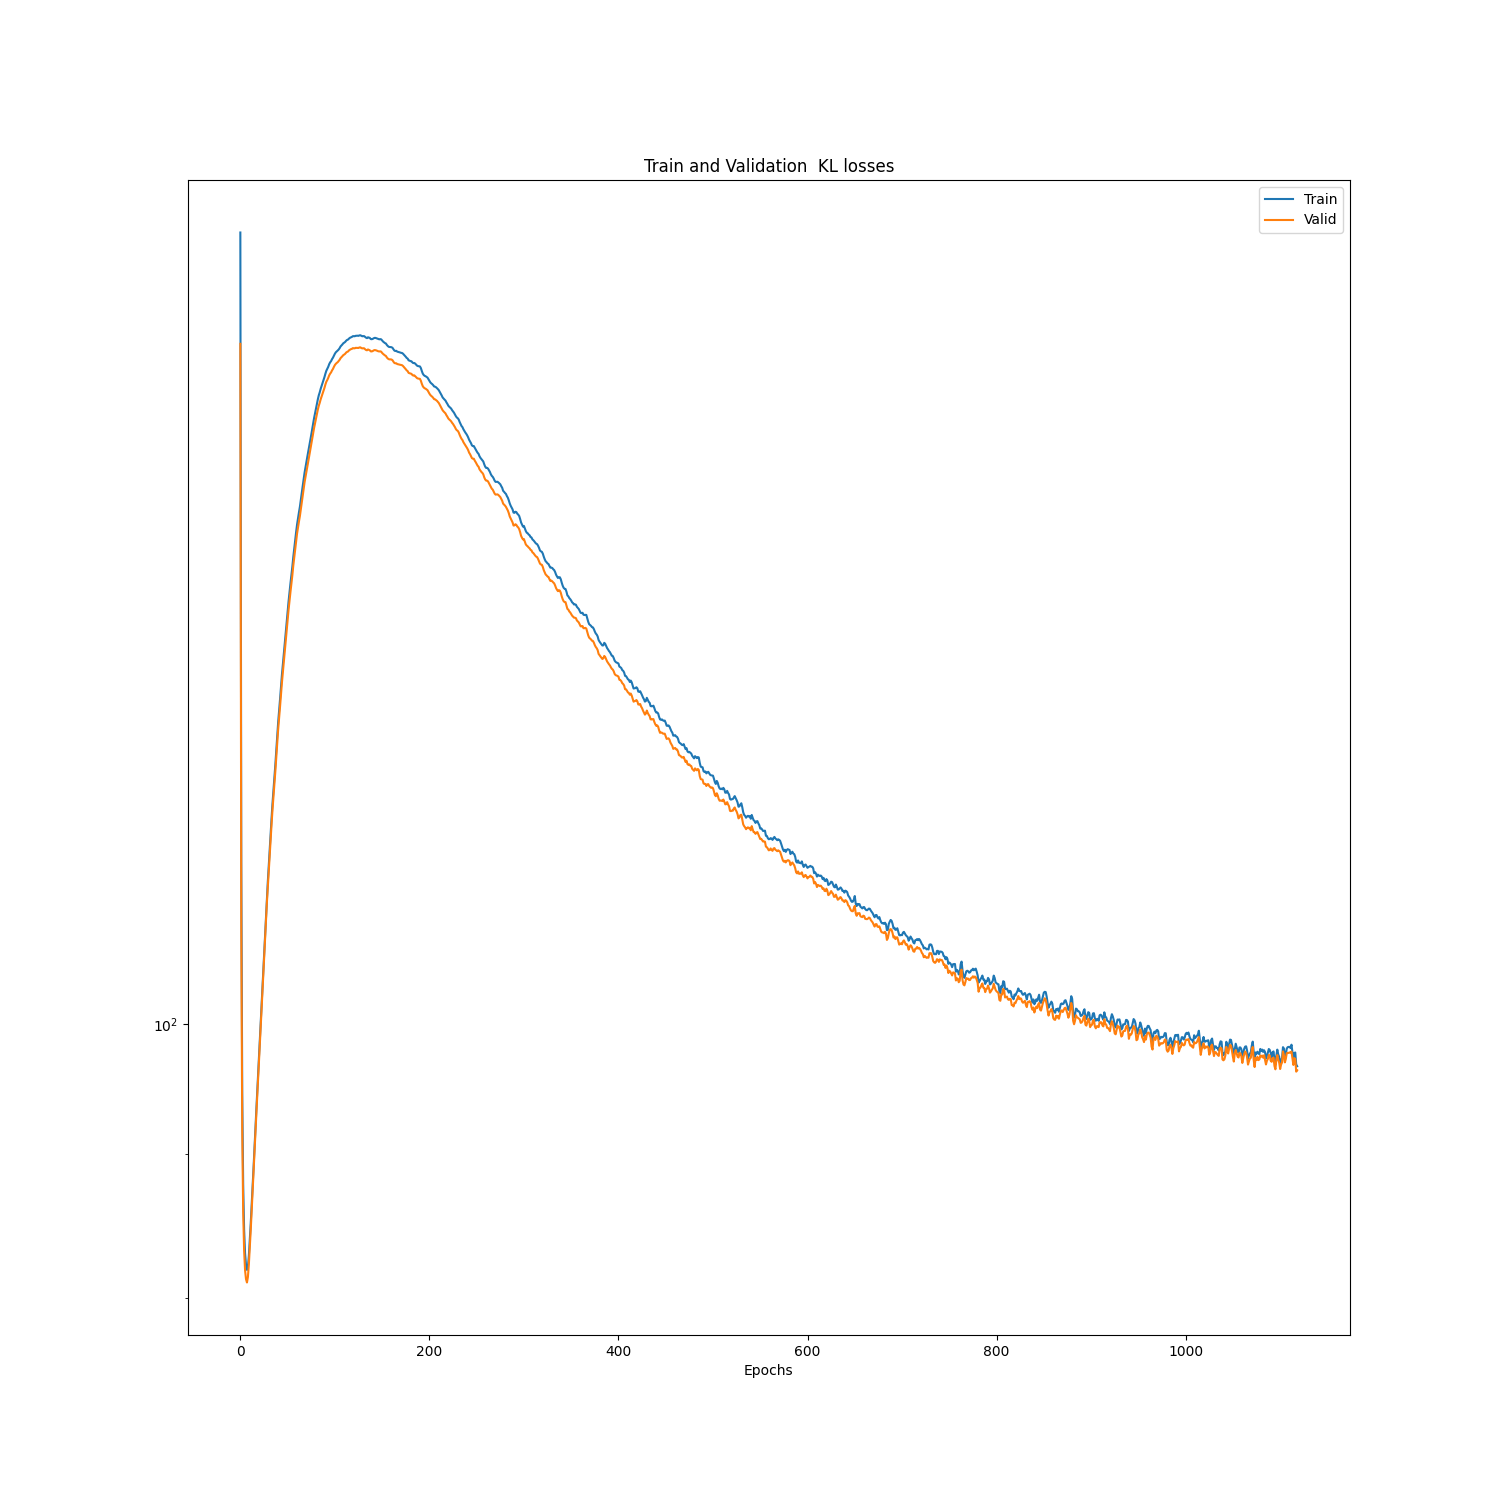 Train and Validation  KL losses
Train
Valid
10²
0 200 400 600 800 1000
Epochs